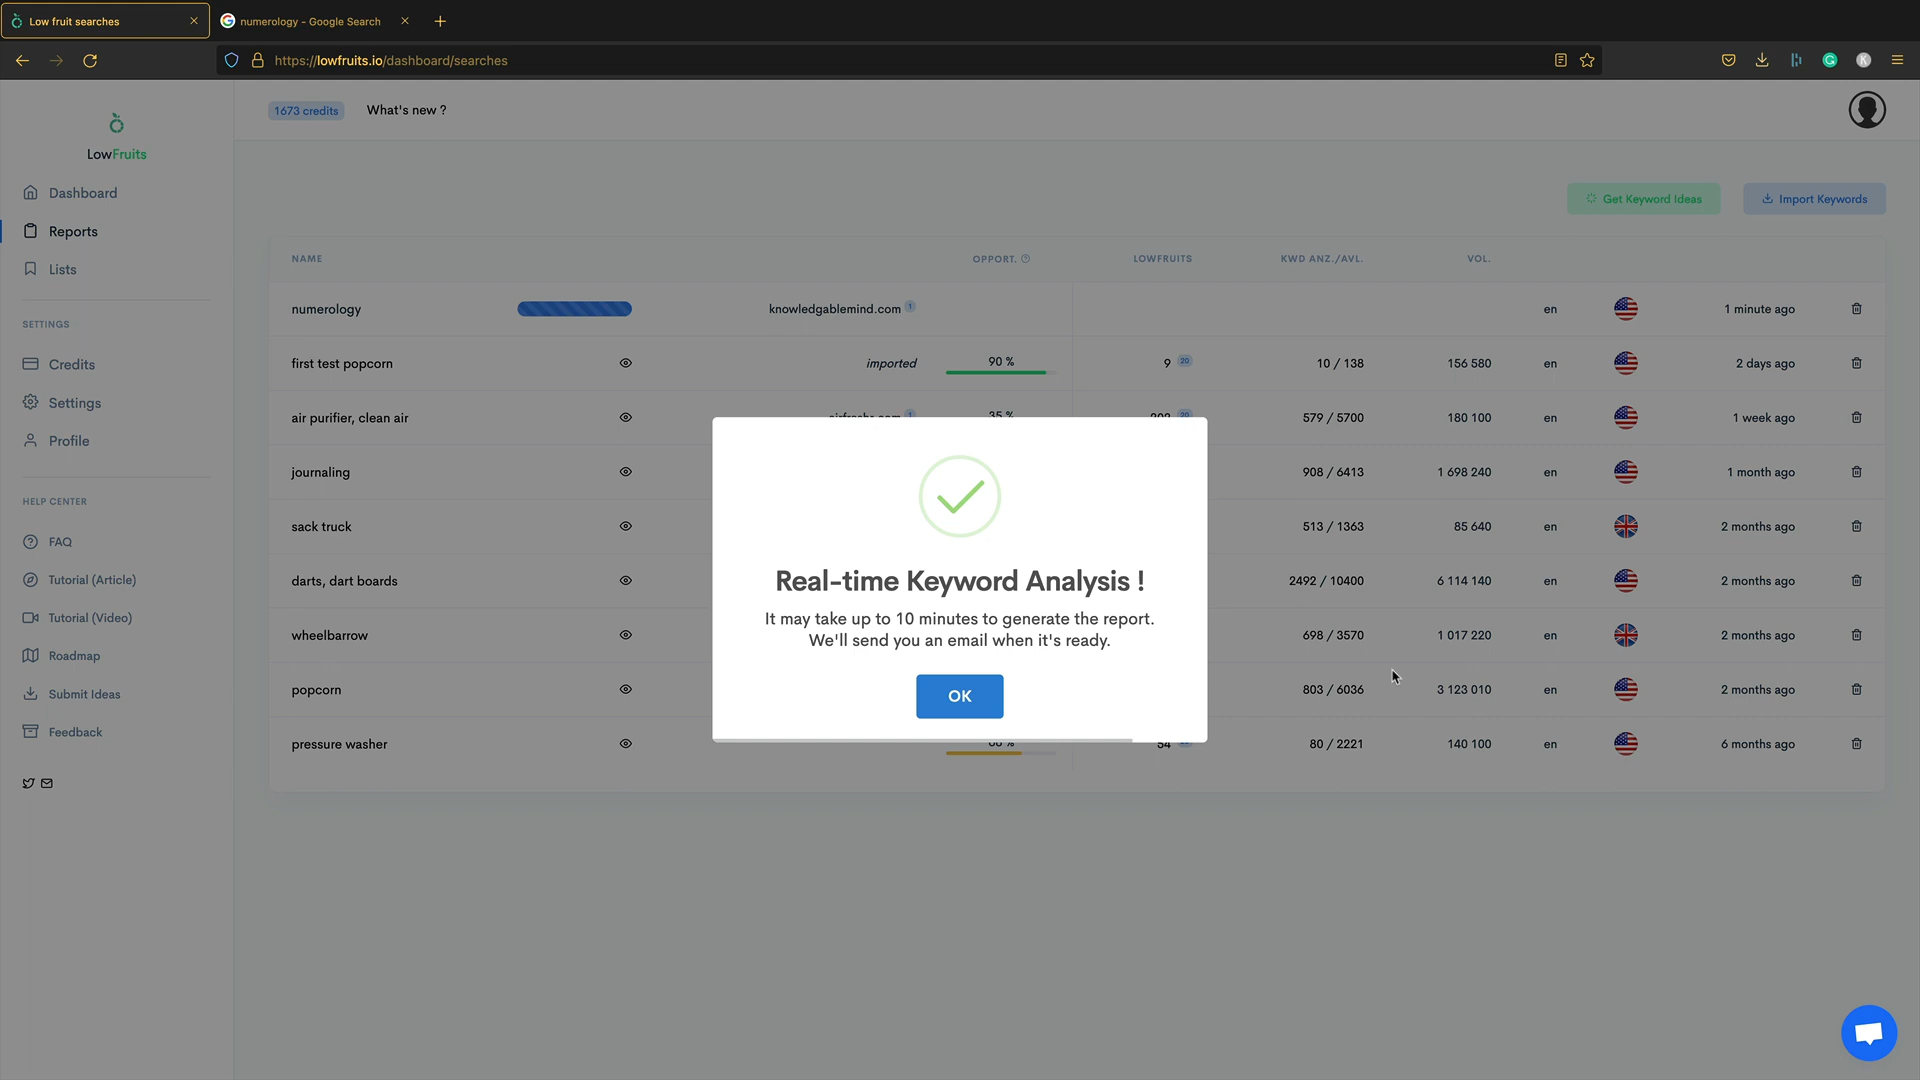 Low fruit searches
numerology - Google Search
https://lowfruits.io/dashboard/searches
K
1673 credits
What's new ?
LowFruits
Dashboard
Reports
Lists
SETTINGS
Credits
Settings
Profile
HELP CENTER
FAQ
Tutorial (Article)
Tutorial (Video)
Roadmap
Submit Ideas
Feedback
Get Keyword Ideas
Import Keywords
NAME OPPORT. LOWFRUITS KWD ANZ./AVL. VOL.
numerology knowledgablemind.com 1 en 1 minute ago
first test popcorn imported 90 % 9 20 10 / 138 156 580 en 2 days ago
air purifier, clean air 579 / 5700 180 100 en 1 week ago
journaling 908 / 6413 1 698 240 en 1 month ago
sack truck 513 / 1363 85 640 en 2 months ago
darts, dart boards 2492 / 10400 6 114 140 en 2 months ago
wheelbarrow 698 / 3570 1 017 220 en 2 months ago
popcorn 803 / 6036 3 123 010 en 2 months ago
pressure washer 54 80 / 2221 140 100 en 6 months ago
Real-time Keyword Analysis !
It may take up to 10 minutes to generate the report.
We'll send you an email when it's ready.
OK